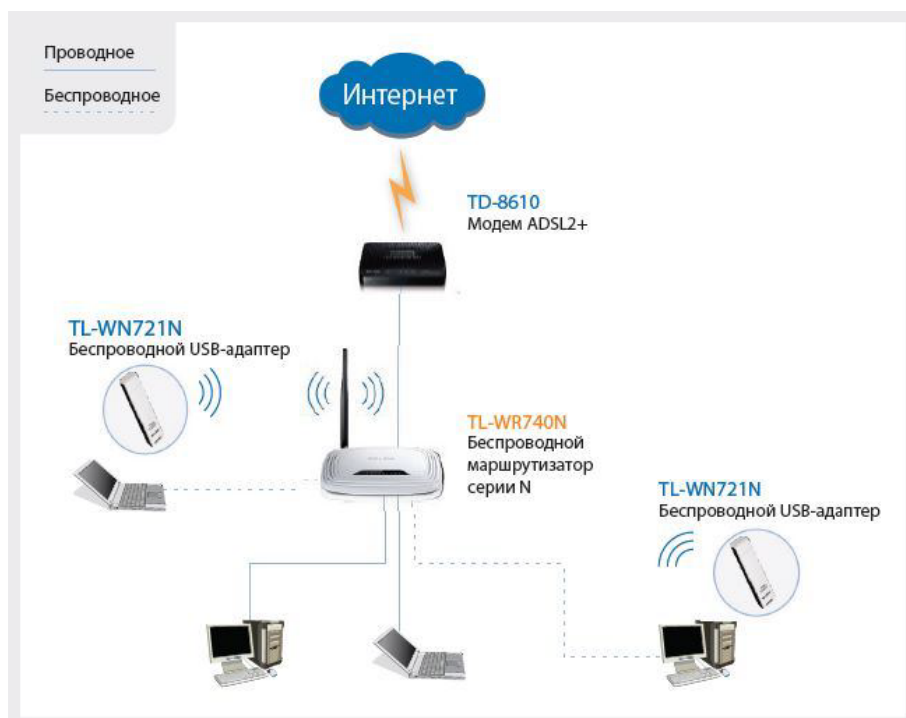 Проводное
Беспроводное
Интернет
TD-8610
Модем ADSL2+
TL-WN721N
Беспроводной USB-адаптер
TL-WR740N
Беспроводной
маршрутизатор
серии N
TL-WN721N
Беспроводной USB-адаптер